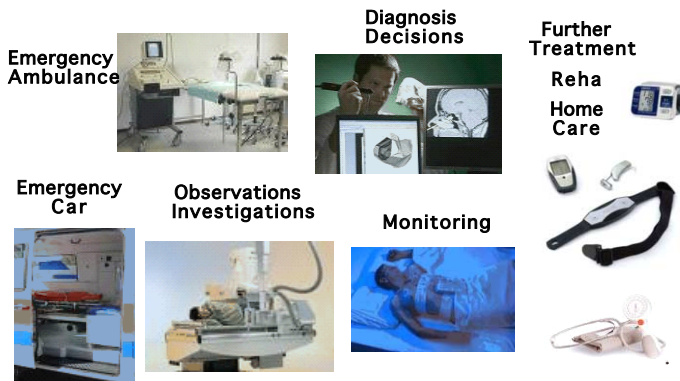 Emergency
Ambulance
Diagnosis
Decisions
Further
Treatment
Reha
Home
Care
Emergency
Car
Observations
Investigations
Monitoring